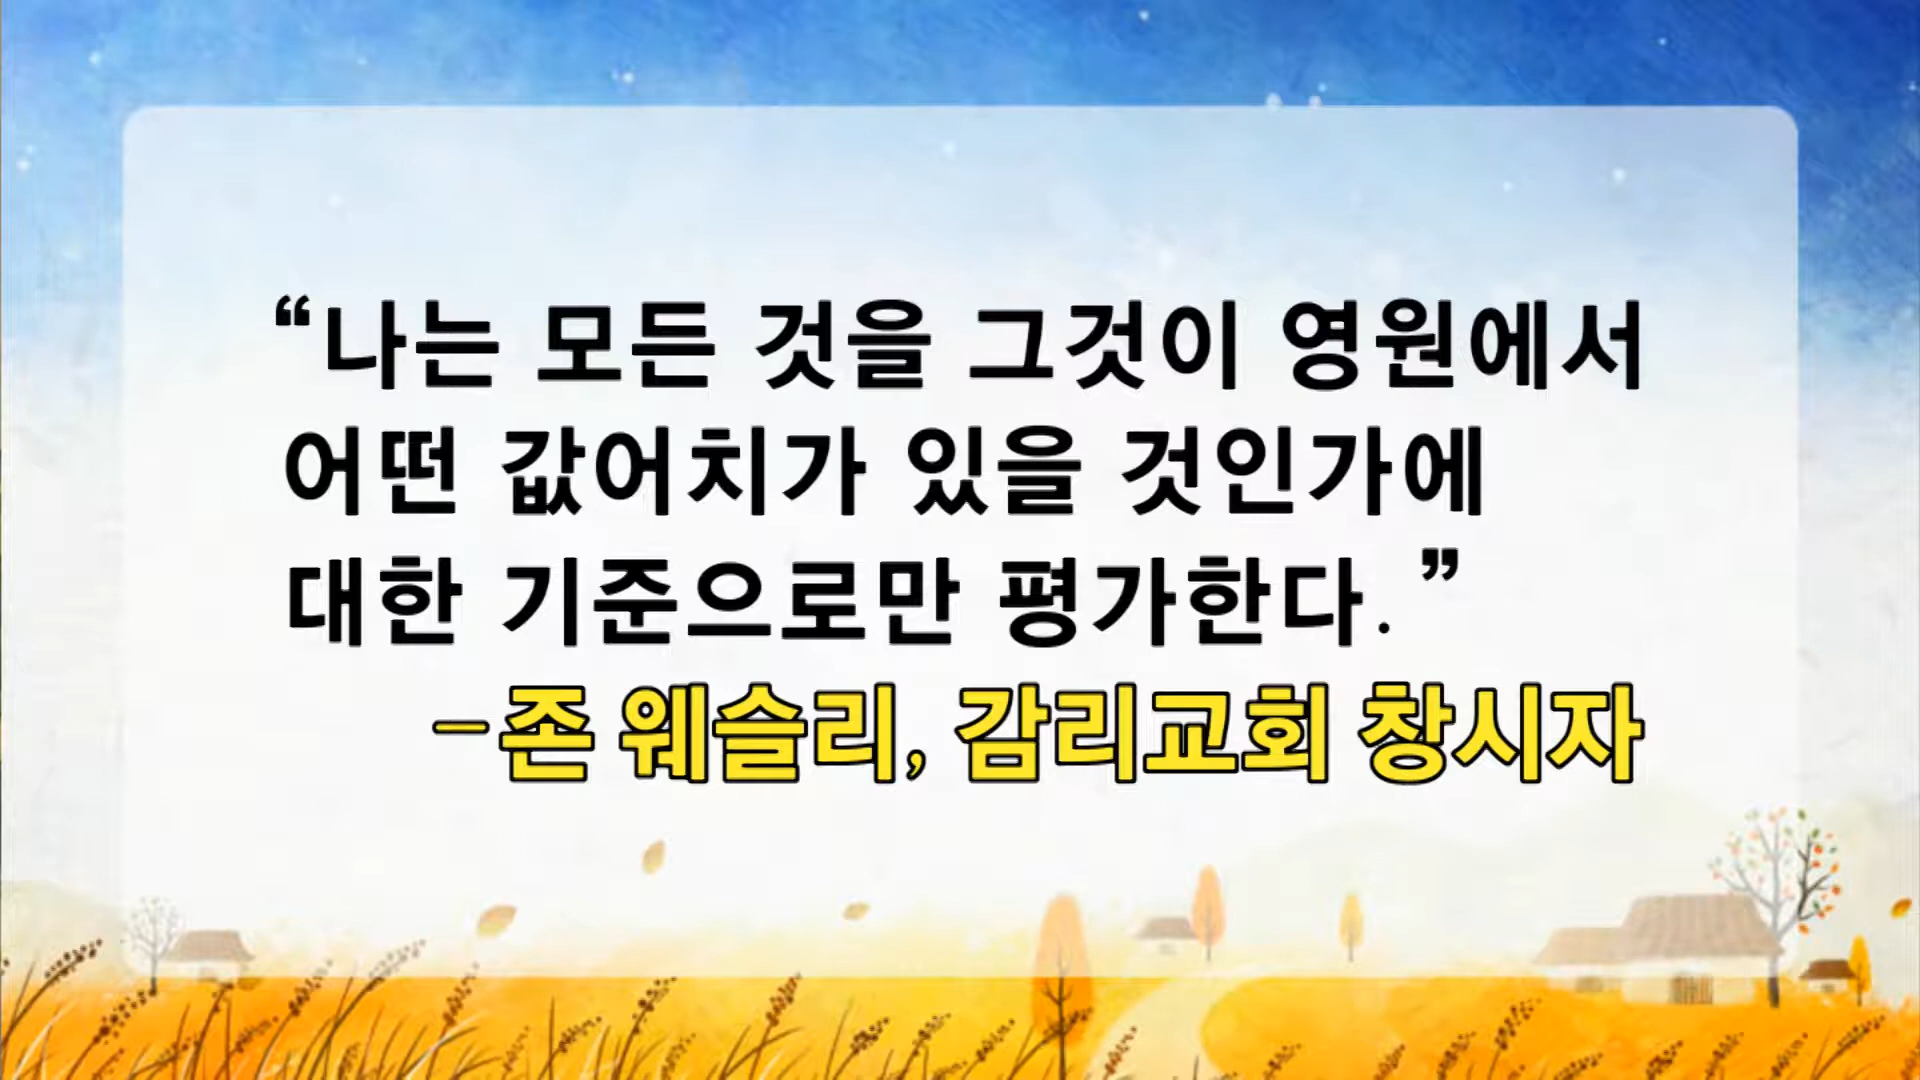 “나는 모든 것을 그것이 영원에서
어떤 값어치가 있을 것인가에
대한 기준으로만 평가한다.”
-존 웨슬리, 감리교회 창시자